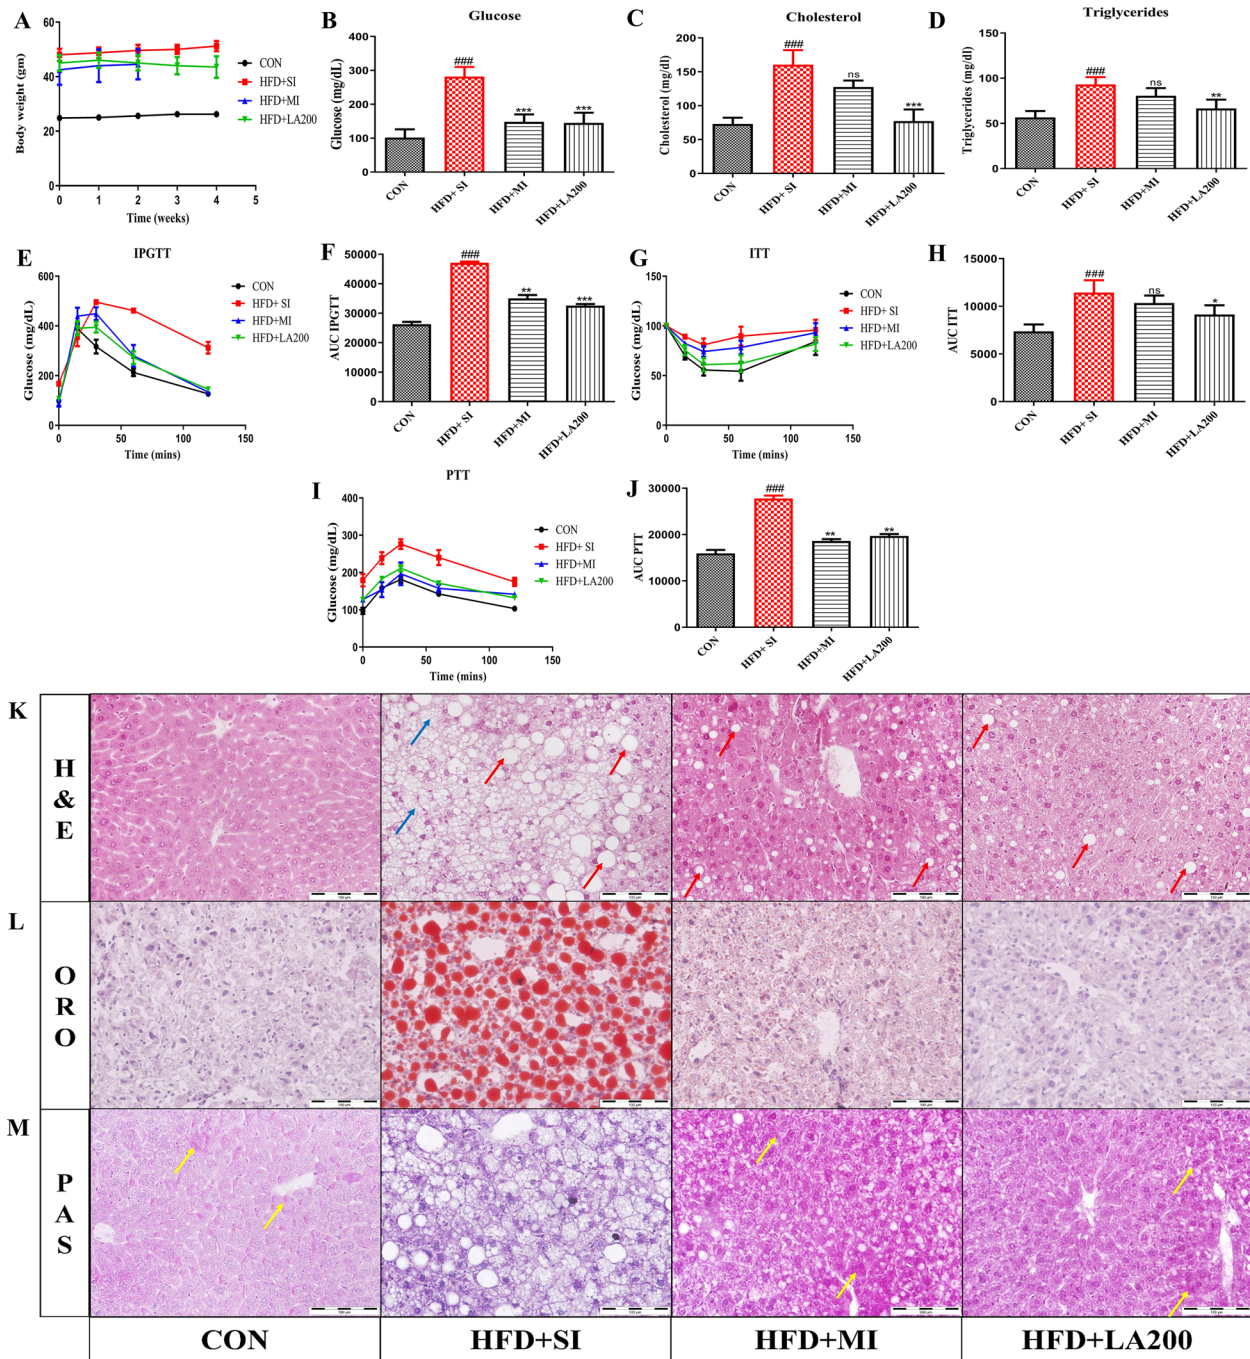 A
Body weight (gm)
60
40
20
0
0 1 2 3 4 5
Time (weeks)
CON
HFD+SI
HFD+MI
HFD+LA200
B
Glucose
Glucose (mg/dL)
400
300
200
100
0
###
***
***
CON HFD+ SI HFD+MI HFD+LA200
C
Cholesterol
Cholesterol (mg/dl)
200
150
100
50
0
###
ns
***
CON HFD+ SI HFD+MI HFD+LA200
D
Triglycerides
Triglycerides (mg/dl)
150
100
50
0
###
ns
**
CON HFD+ SI HFD+MI HFD+LA200
E
IPGTT
Glucose (mg/dL)
600
400
200
0
0 50 100 150
Time (mins)
CON
HFD+ SI
HFD+MI
HFD+LA200
F
AUC IPGTT
50000
40000
30000
20000
10000
0
###
**
***
CON HFD+ SI HFD+MI HFD+LA200
G
ITT
Glucose (mg/dL)
150
100
50
0
0 50 100 150
Time (mins)
CON
HFD+ SI
HFD+MI
HFD+LA200
H
AUC ITT
15000
10000
5000
0
###
ns
*
CON HFD+ SI HFD+MI HFD+LA200
I
PTT
Glucose (mg/dL)
400
300
200
100
0
0 50 100 150
Time (mins)
CON
HFD+ SI
HFD+MI
HFD+LA200
J
AUC PTT
30000
20000
10000
0
###
**
**
CON HFD+ SI HFD+MI HFD+LA200
K
H
&
E
100 µm
L
O
R
O
M
P
A
S
CON HFD+SI HFD+MI HFD+LA200